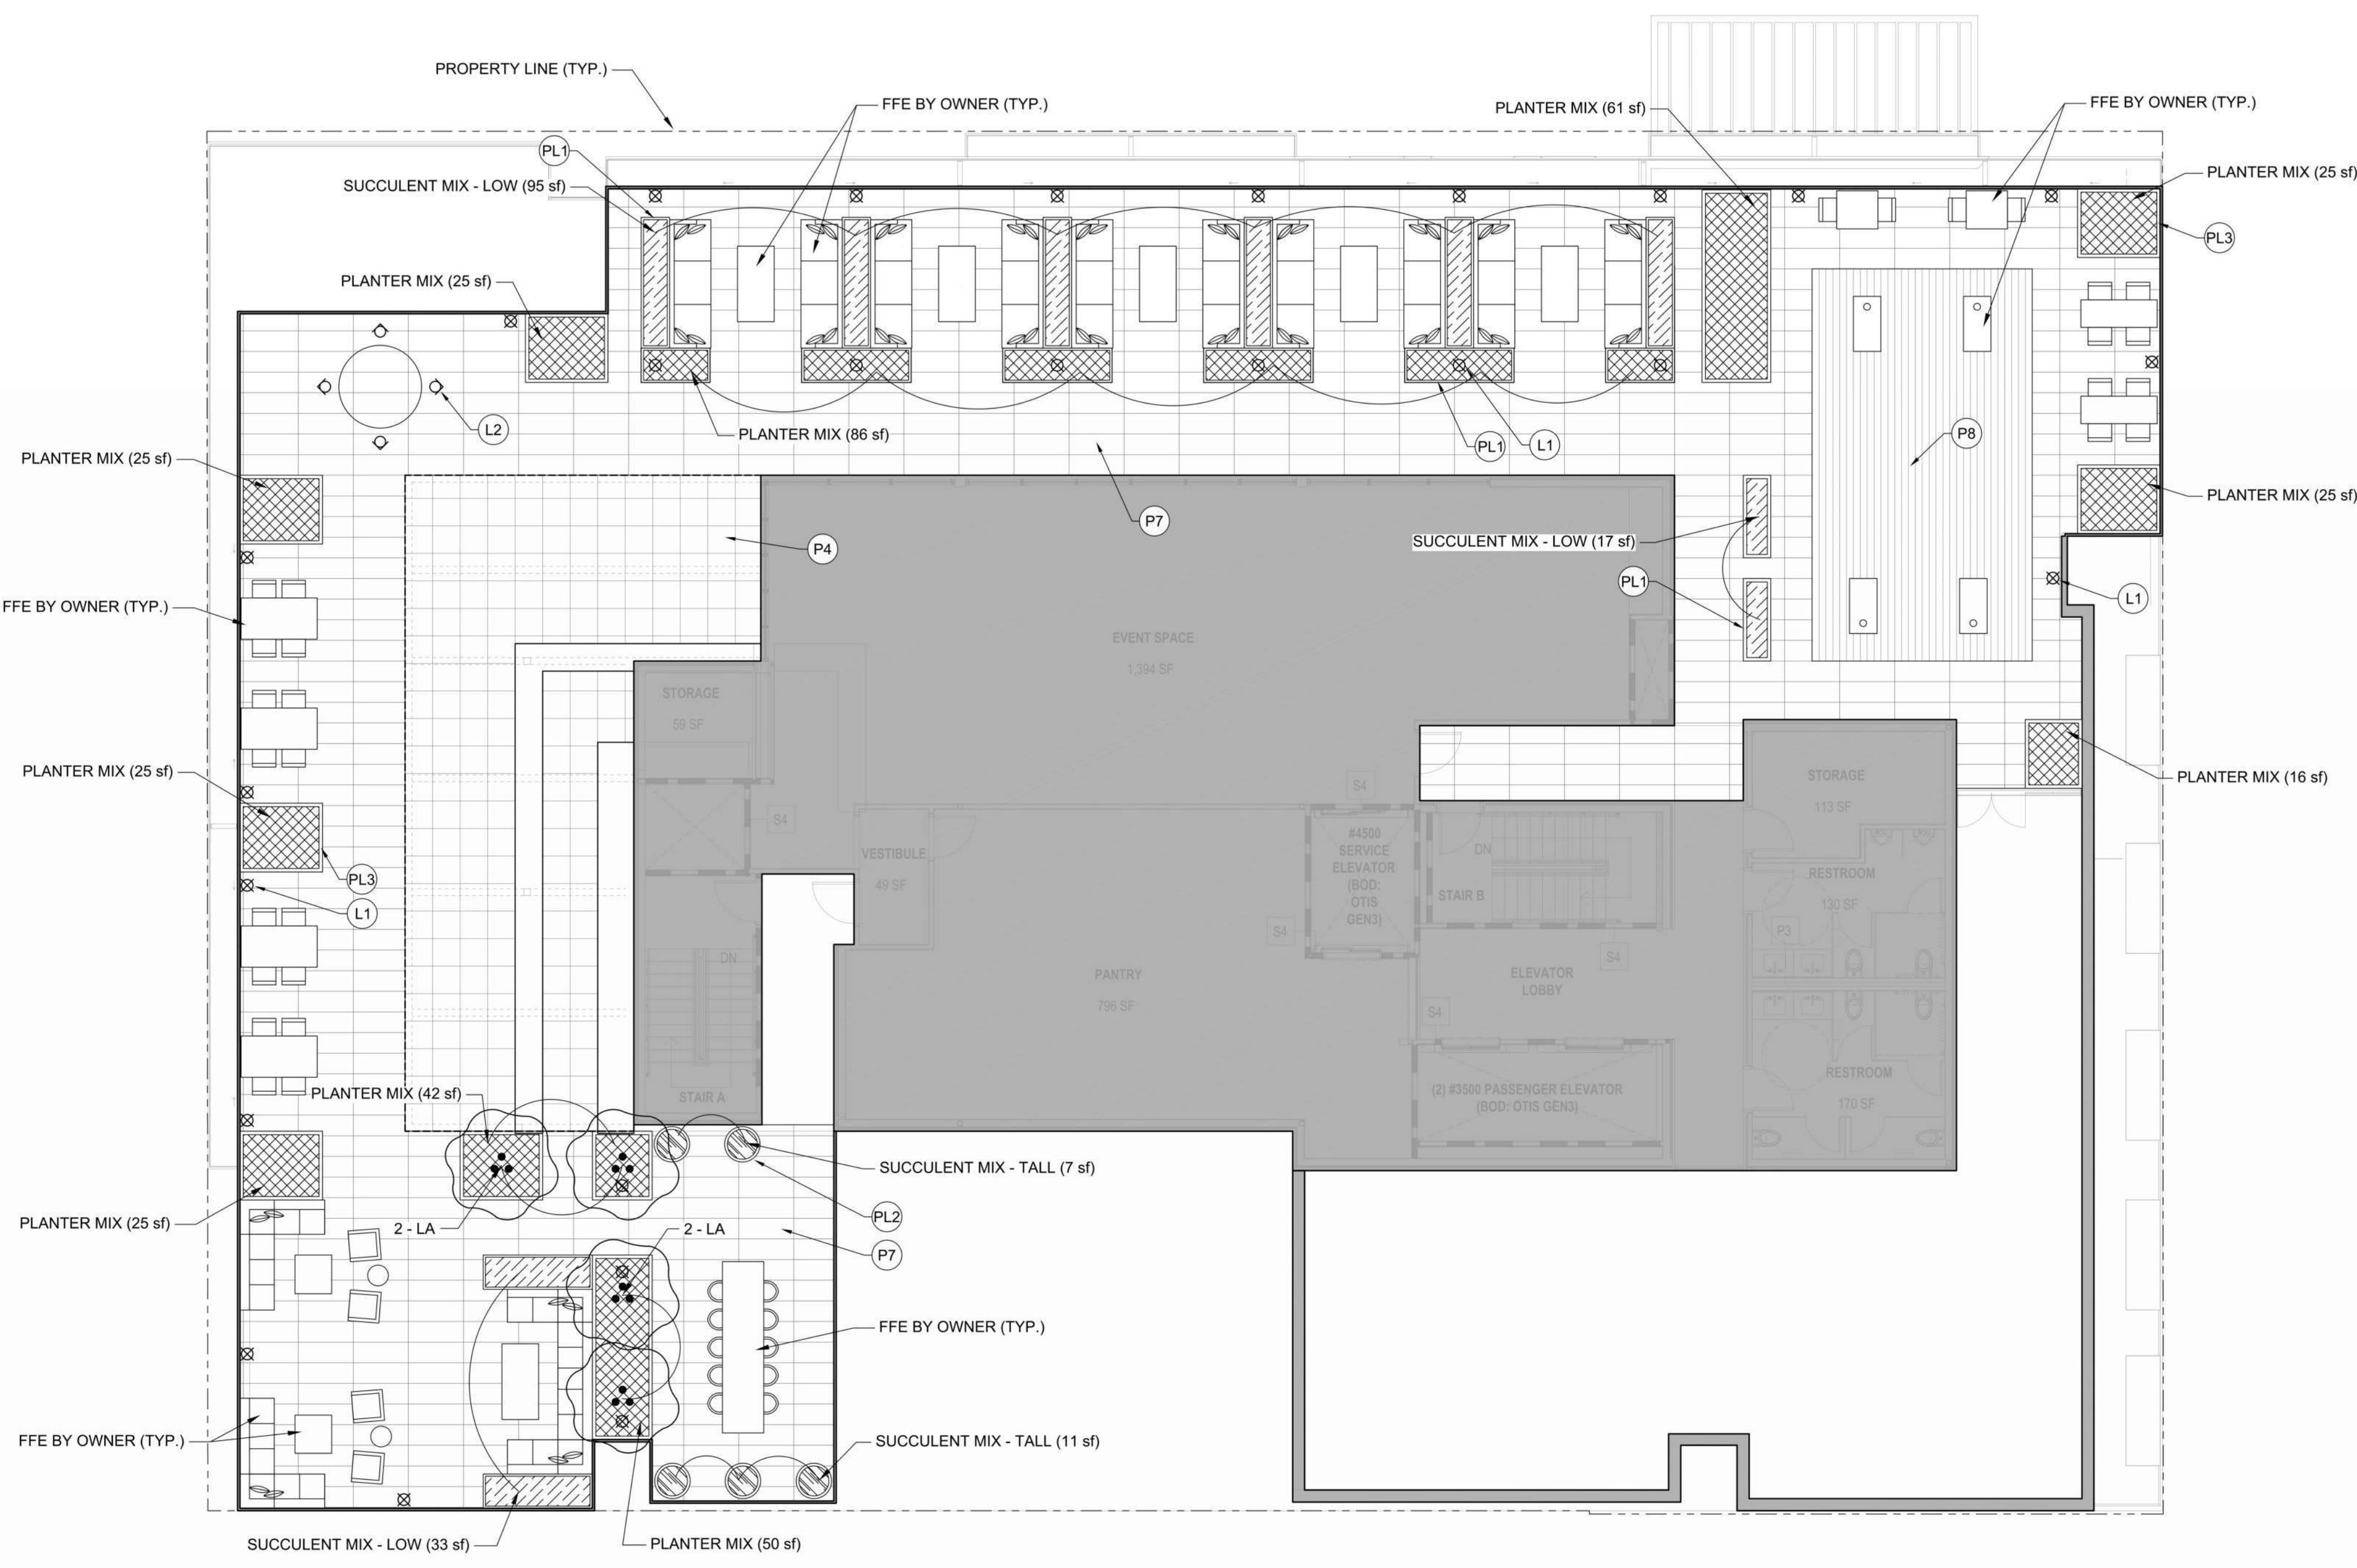 PROPERTY LINE (TYP.)
FFE BY OWNER (TYP.)
PLANTER MIX (61 sf)
FFE BY OWNER (TYP.)
PL1
SUCCULENT MIX - LOW (95 sf)
PLANTER MIX (25 sf)
PL3
PLANTER MIX (25 sf)
L2
PLANTER MIX (86 sf)
PL1
L1
P8
PLANTER MIX (25 sf)
PLANTER MIX (25 sf)
P7
P4
SUCCULENT MIX - LOW (17 sf)
PL1
L1
FFE BY OWNER (TYP.)
EVENT SPACE
1,394 SF
STORAGE
59 SF
PLANTER MIX (25 sf)
STORAGE
113 SF
PLANTER MIX (16 sf)
S4
S4
#4500
SERVICE
ELEVATOR
(BOD:
OTIS
GEN3)
DN
STAIR B
VESTIBULE
49 SF
RESTROOM
130 SF
PL3
L1
P3
S4
S4
DN
PANTRY
796 SF
ELEVATOR
LOBBY
S4
(2) #3500 PASSENGER ELEVATOR
(BOD: OTIS GEN3)
RESTROOM
170 SF
STAIR A
PLANTER MIX (42 sf)
SUCCULENT MIX - TALL (7 sf)
PL2
PLANTER MIX (25 sf)
2 - LA
2 - LA
P7
FFE BY OWNER (TYP.)
FFE BY OWNER (TYP.)
SUCCULENT MIX - TALL (11 sf)
SUCCULENT MIX - LOW (33 sf)
PLANTER MIX (50 sf)